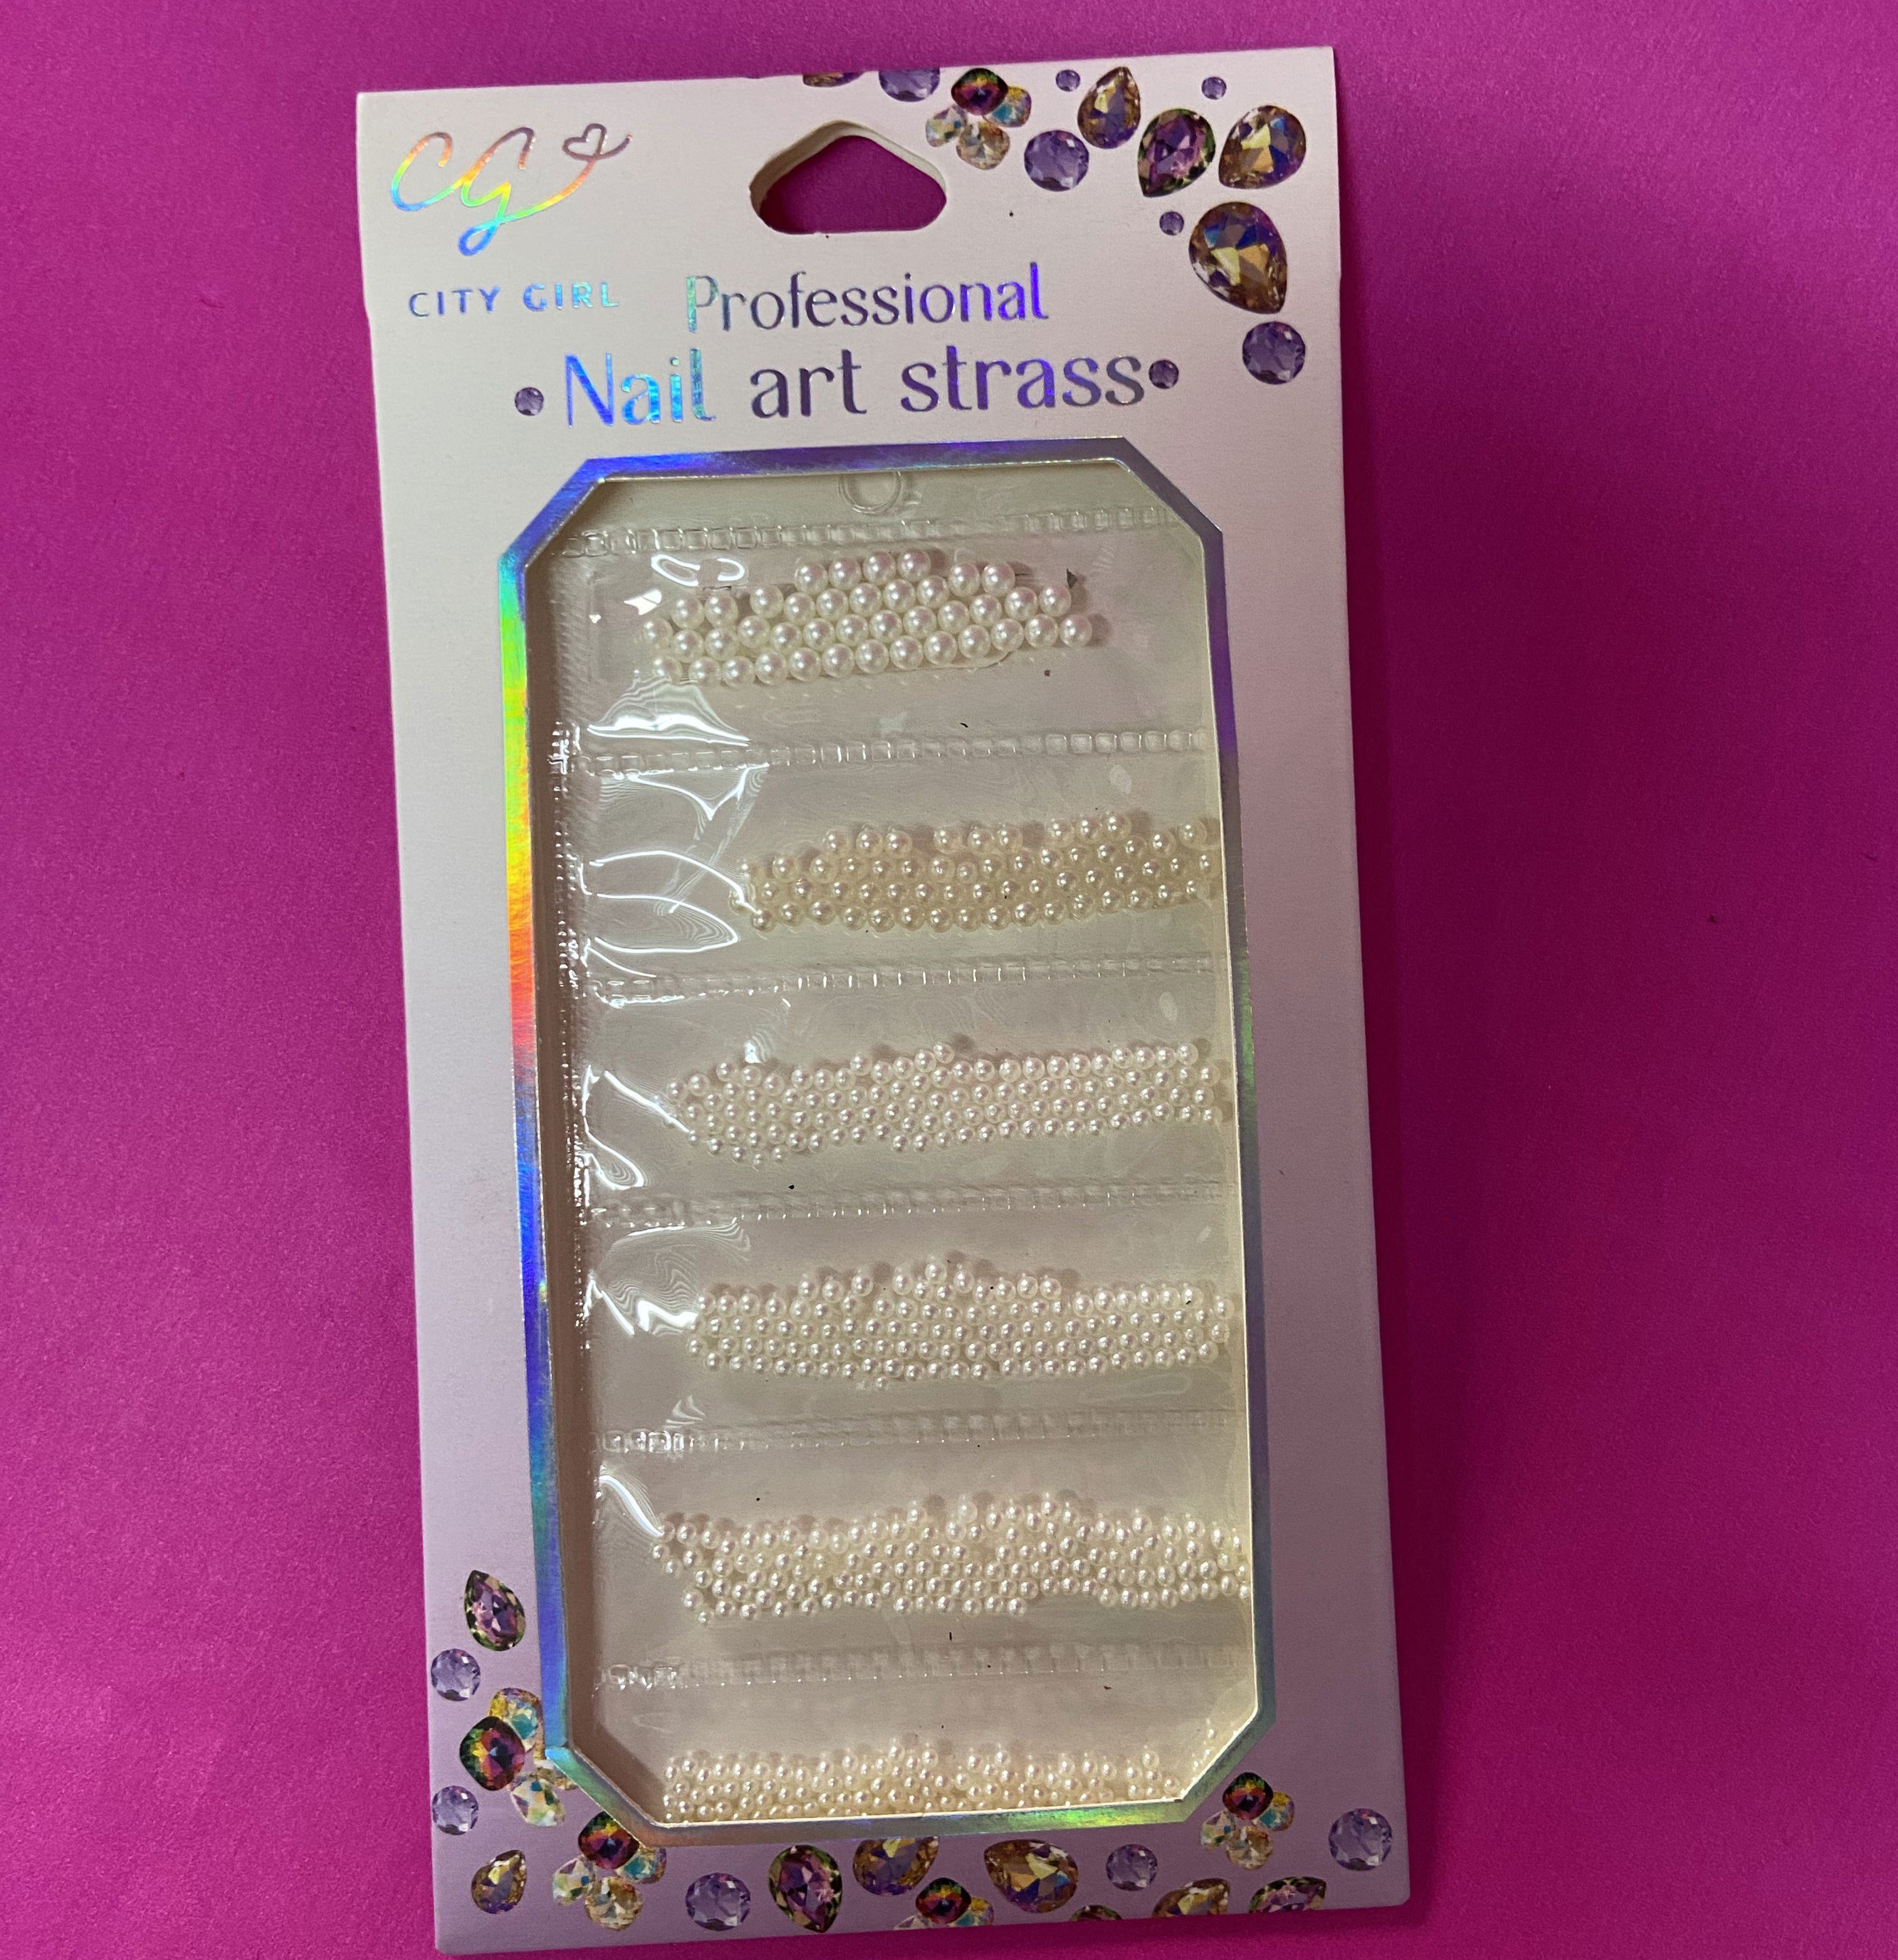 CG
CITY GIRL
Professional
Nail art strass